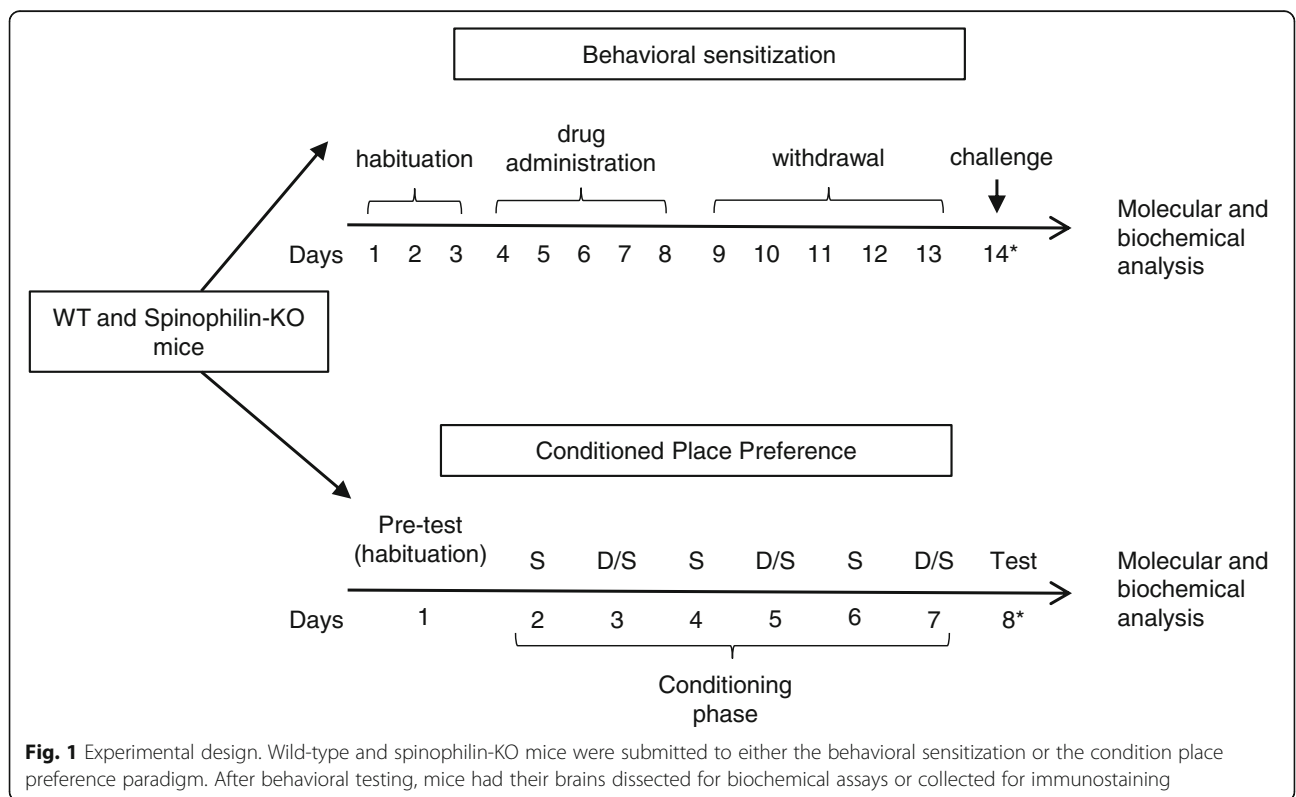 Behavioral sensitization
habituation
drug
administration
withdrawal
challenge
Days 1 2 3 4 5 6 7 8 9 10 11 12 13 14*
Molecular and
biochemical
analysis
WT and Spinophilin-KO
mice
Conditioned Place Preference
Pre-test
(habituation)
S D/S S D/S S D/S Test
Days 1 2 3 4 5 6 7 8*
Molecular and
biochemical
analysis
Conditioning
phase
Fig. 1 Experimental design. Wild-type and spinophilin-KO mice were submitted to either the behavioral sensitization or the condition place
preference paradigm. After behavioral testing, mice had their brains dissected for biochemical assays or collected for immunostaining